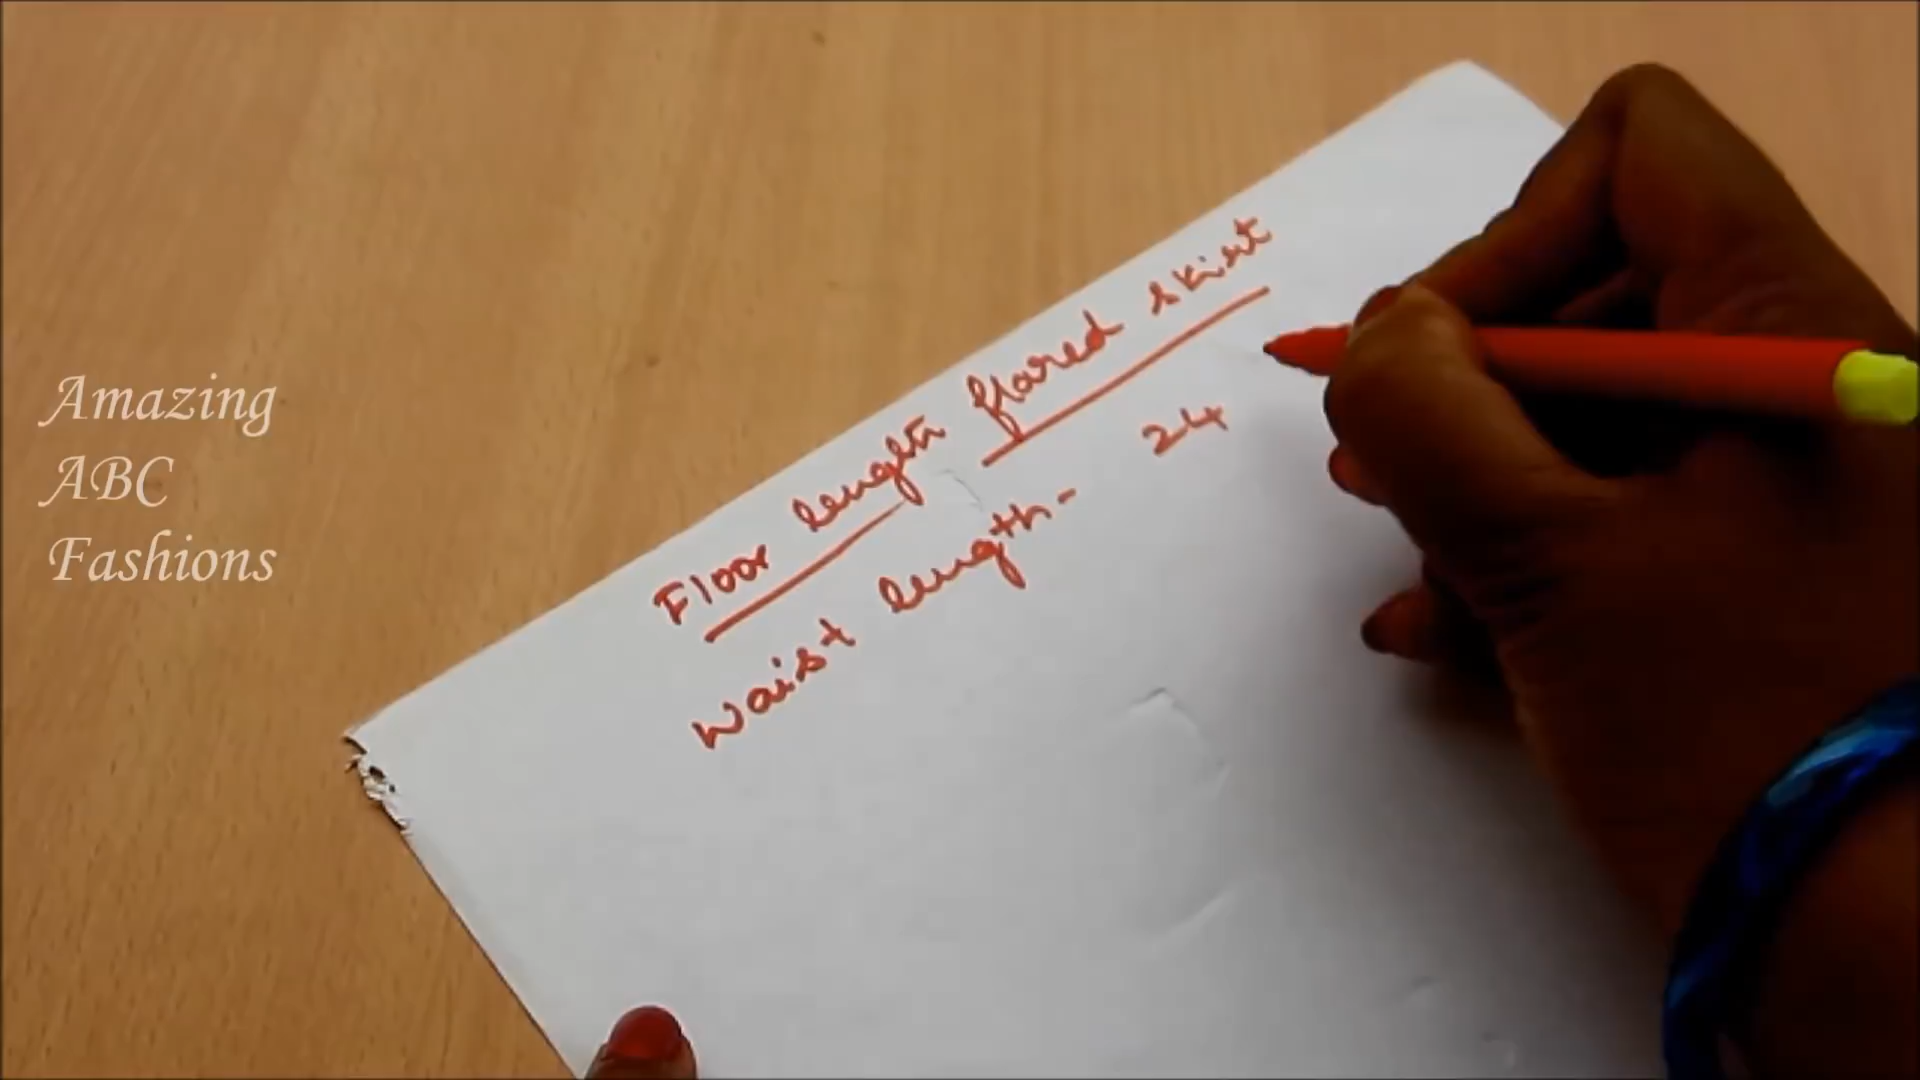 Amazing
ABC
Fashions
Floor length flared skirt
Waist length - 24